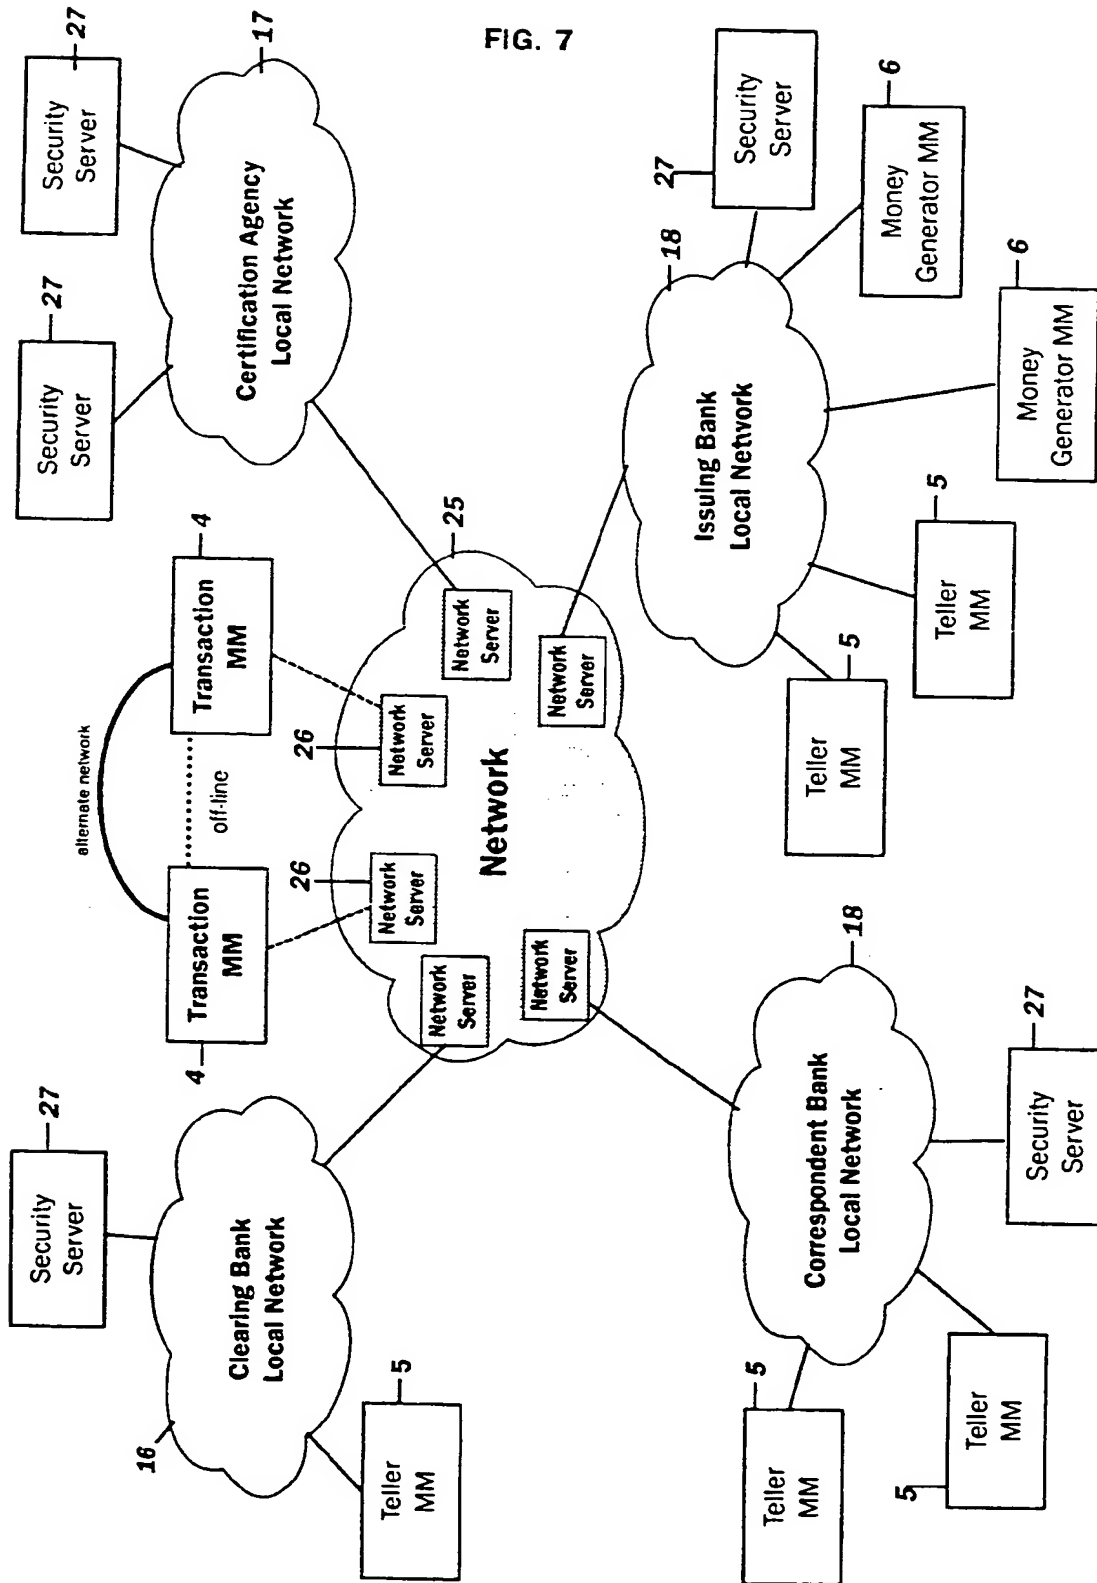 FIG. 7
Security
Server
27
Clearing Bank
Local Network
16
Teller
MM
5
alternate network
Transaction
MM
4
off-line
Transaction
MM
4
Security
Server
27
Security
Server
27
Certification Agency
Local Network
17
Network
25
Network
Server
Network
Server
26
Network
Server
26
Network
Server
Network
Server
Network
Server
Correspondent Bank
Local Network
18
Teller
MM
5
Teller
MM
5
Security
Server
27
Issuing Bank
Local Network
18
Teller
MM
5
Teller
MM
5
Money
Generator MM
6
Money
Generator MM
6
Security
Server
27